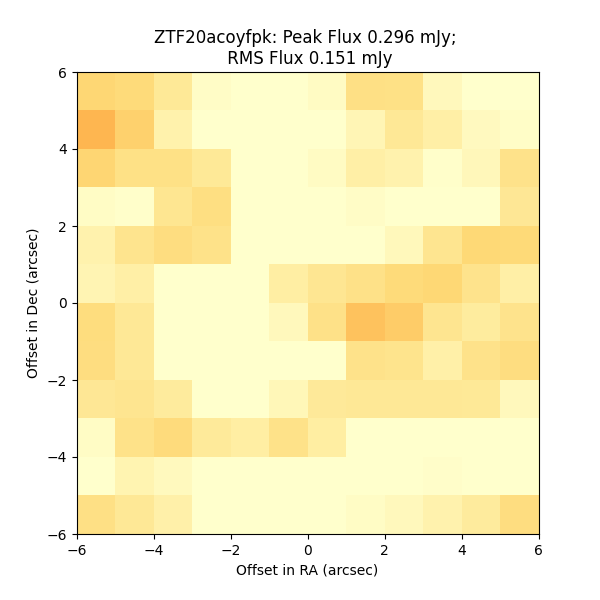 ZTF20acoyfpk: Peak Flux 0.296 mJy;
RMS Flux 0.151 mJy
6
4
2
0
−2
−4
−6
Offset in Dec (arcsec)
−6 −4 −2 0 2 4 6
Offset in RA (arcsec)